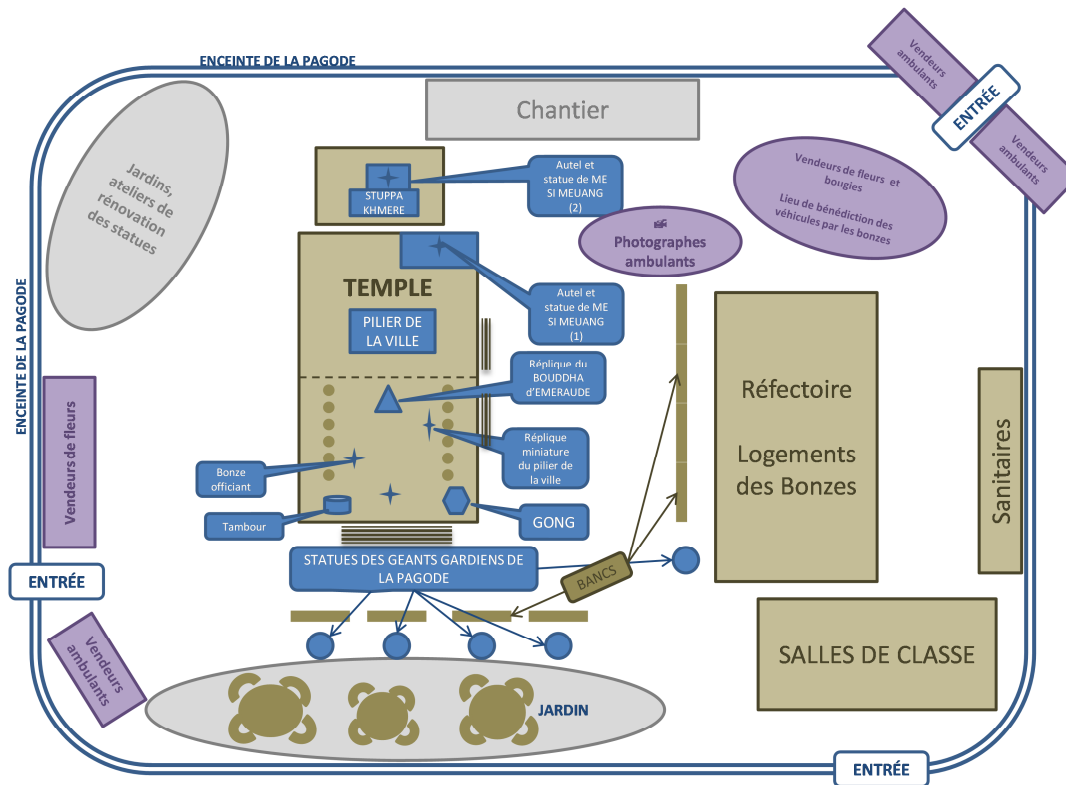 ENCEINTE DE LA PAGODE
Vendeurs
ambulants
ENTRÉE
Vendeurs
ambulants
Chantier
Jardins,
ateliers de
rénovation
des statues
STUPPA
KHMERE
Autel et
statue de ME
SI MEUANG
(2)
Vendeurs de fleurs et
bougies
Lieu de bénédiction des
véhicules par les bonzes
Photographes
ambulants
ENCEINTE DE LA PAGODE
TEMPLE
PILIER DE
LA VILLE
Autel et
statue de ME
SI MEUANG
(1)
Réplique du
BOUDDHA
d'EMERAUDE
Réplique
miniature
du pilier de
la ville
Bonze
officiant
Tambour
GONG
Réfectoire
Logements
des Bonzes
Sanitaires
Vendeurs de fleurs
ENTRÉE
STATUES DES GEANTS GARDIENS DE
LA PAGODE
BANCS
Vendeurs
ambulants
SALLES DE CLASSE
JARDIN
ENTRÉE